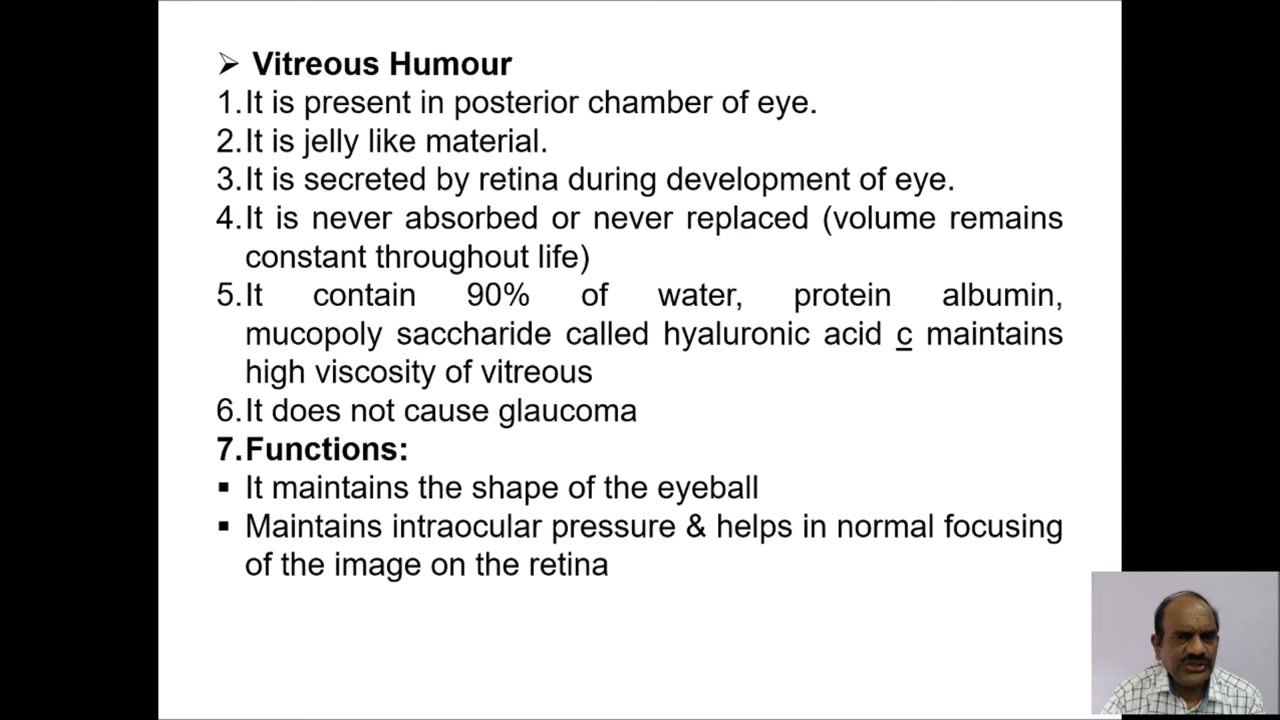 ➢ Vitreous Humour
1.It is present in posterior chamber of eye.
2.It is jelly like material.
3.It is secreted by retina during development of eye.
4.It is never absorbed or never replaced (volume remains
constant throughout life)
5.It contain 90% of water, protein albumin,
mucopoly saccharide called hyaluronic acid c maintains
high viscosity of vitreous
6.It does not cause glaucoma
7.Functions:
▪ It maintains the shape of the eyeball
▪ Maintains intraocular pressure & helps in normal focusing
of the image on the retina